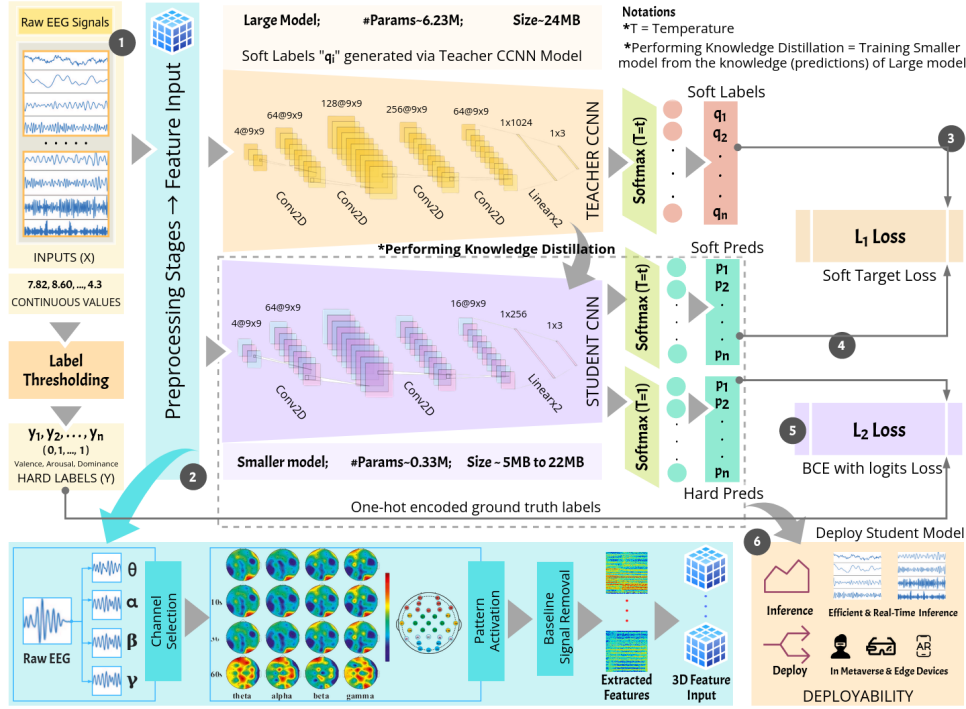 Raw EEG Signals
1
INPUTS (X)
7.82, 8.60, ..., 4.3
CONTINUOUS VALUES
Label
Thresholding
y1, y2, . . . , yn
(0, 1, ..., 1)
Valence, Arousal, Dominance
HARD LABELS (Y)
Preprocessing Stages → Feature Input
2
Large Model; #Params~6.23M; Size~24MB
Soft Labels "qi" generated via Teacher CCNN Model
Notations
*T = Temperature
*Performing Knowledge Distillation = Training Smaller
model from the knowledge (predictions) of Large model
4@9x9
64@9x9
128@9x9
256@9x9
64@9x9
1x1024
1x3
Conv2D
Conv2D
Linearx2
TEACHER CCNN
Softmax (T=t)
Soft Labels
q1
q2
qn
3
L1 Loss
Soft Target Loss
*Performing Knowledge Distillation
4@9x9
64@9x9
16@9x9
1x256
1x3
Conv2D
Conv2D
Linearx2
STUDENT CNN
Softmax (T=t)
Soft Preds
p1
p2
pn
4
Softmax (T=1)
p1
p2
pn
Hard Preds
5
L2 Loss
BCE with logits Loss
Smaller model; #Params~0.33M; Size ~ 5MB to 22MB
One-hot encoded ground truth labels
Raw EEG
θ
α
β
γ
Channel
Selection
10s
60s
theta
alpha
beta
gamma
Pattern
Activation
Baseline
Signal Removal
Extracted
Features
3D Feature
Input
6
Deploy Student Model
Inference
Efficient & Real-Time Inference
Deploy
AR
In Metaverse & Edge Devices
DEPLOYABILITY